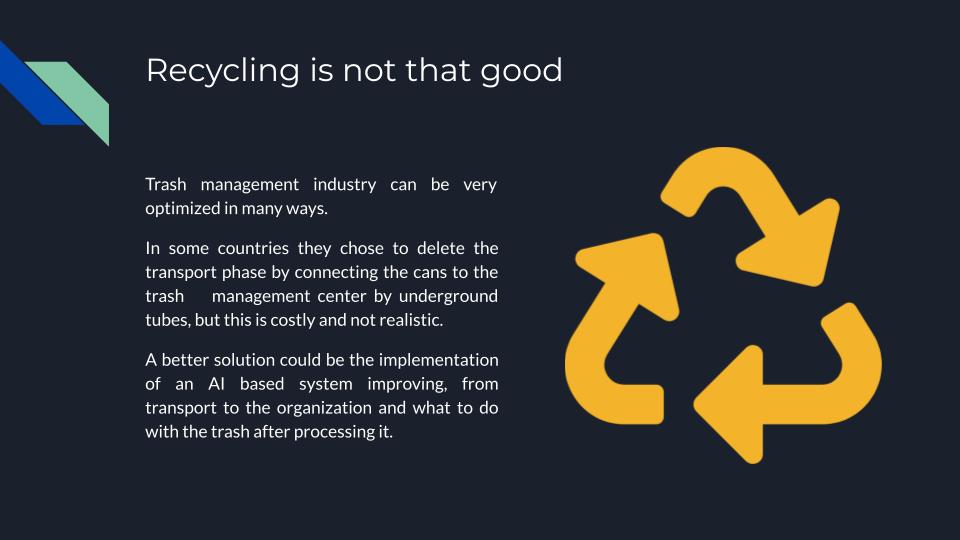 Recycling is not that good
Trash management industry can be very
optimized in many ways.
In some countries they chose to delete the
transport phase by connecting the cans to the
trash management center by underground
tubes, but this is costly and not realistic.
A better solution could be the implementation
of an AI based system improving, from
transport to the organization and what to do
with the trash after processing it.